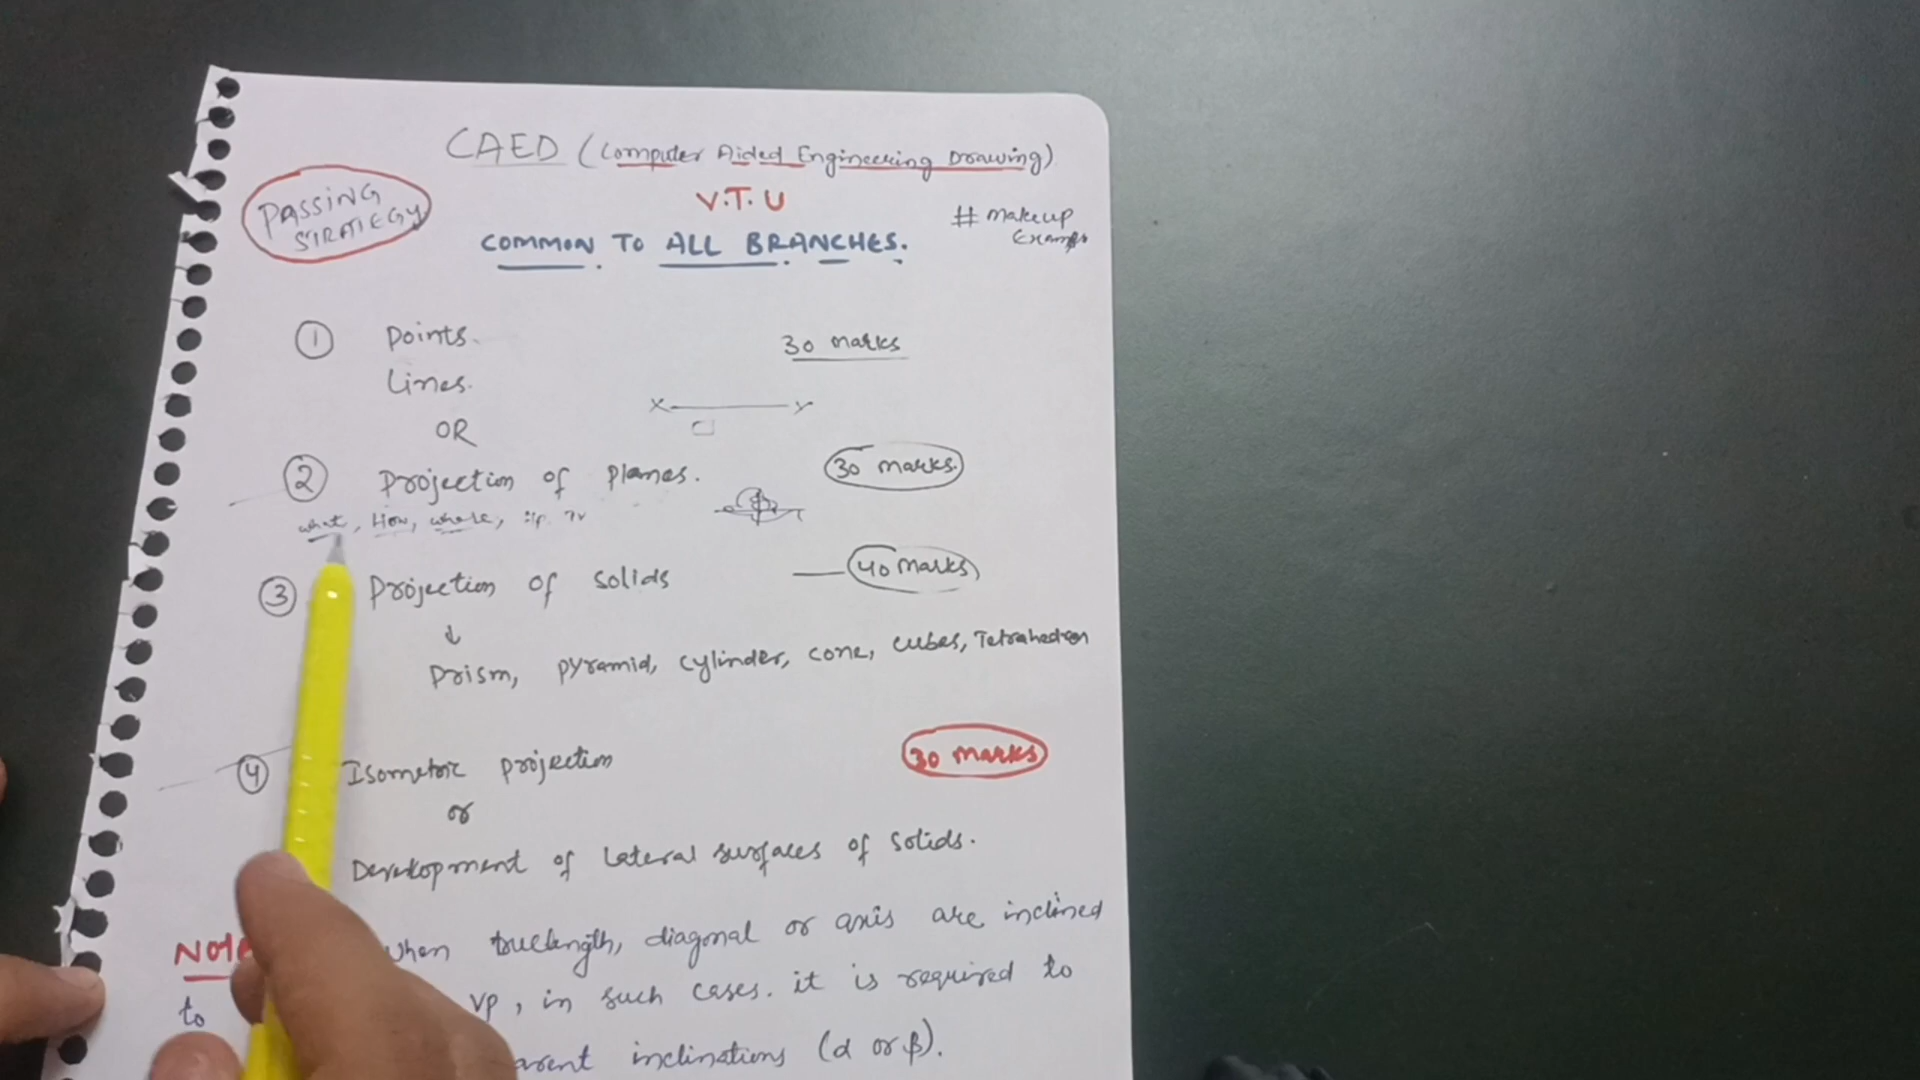 CAED (Computer Aided Engineering Drawing)
PASSING STRATEGY
V.T.U
# makeup Exams
COMMON TO ALL BRANCHES.
① Points. 30 marks
Lines.
X Y
OR
② Projection of planes. 30 marks.
what, How, where,
③ Projection of solids 40 marks
Prism, pyramid, cylinder, cone, cubes, Tetrahedron
④ Isometric projection 30 marks
or
Development of Lateral surfaces of solids.
when truelength, diagonal or axis are inclined
to VP, in such cases. it is required to
inclinations (α or β).